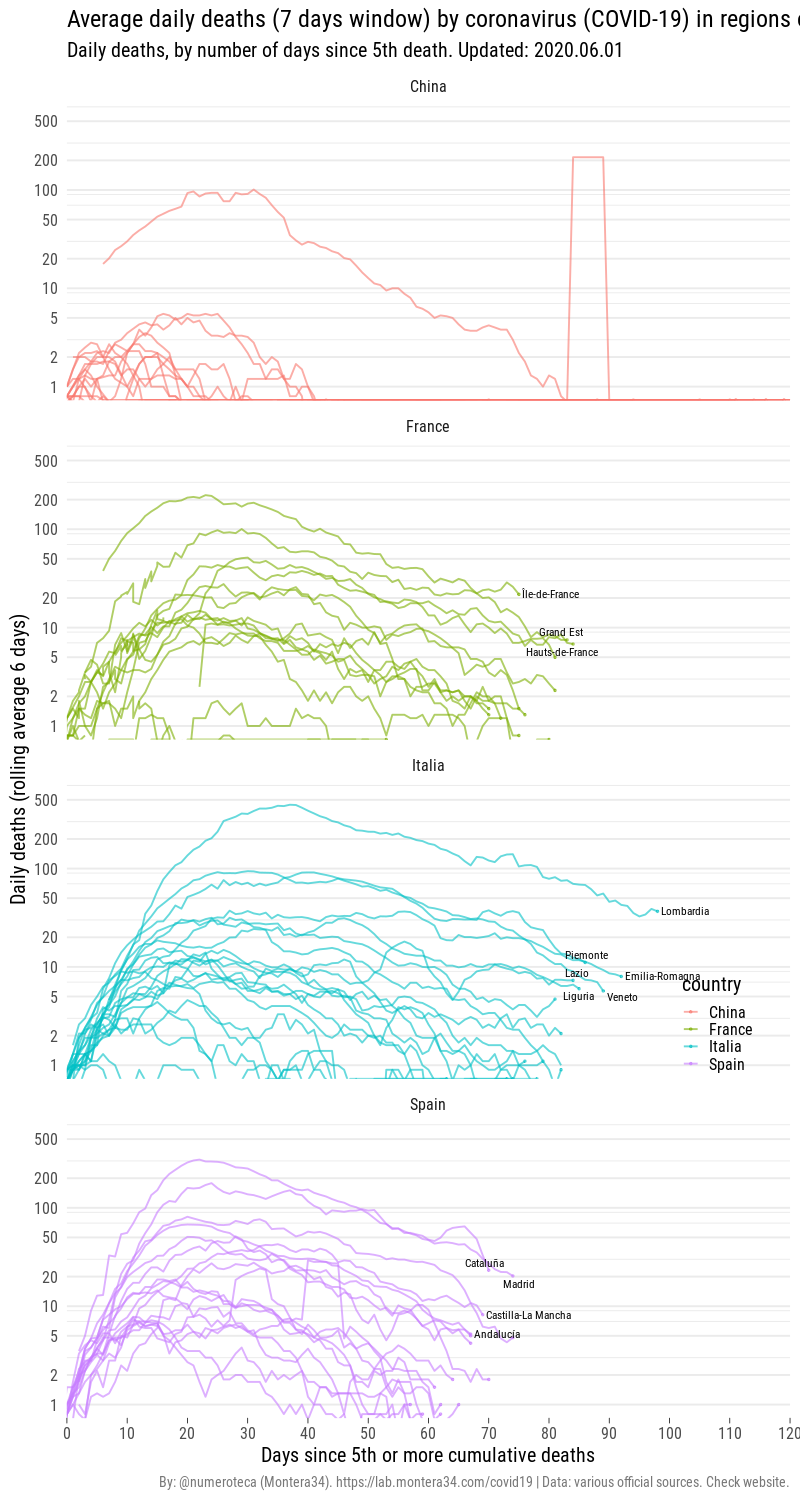 Average daily deaths (7 days window) by coronavirus (COVID-19) in regions
Daily deaths, by number of days since 5th death. Updated: 2020.06.01
China
500
200
100
50
20
10
5
2
1
France
500
200
100
50
20
10
5
2
1
Île-de-France
Grand Est
Hauts-de-France
Daily deaths (rolling average 6 days)
Italia
500
200
100
50
20
10
5
2
1
Lombardia
Piemonte
Lazio
Emilia-Romagna
Liguria
Veneto
country
China
France
Italia
Spain
Spain
500
200
100
50
20
10
5
2
1
Cataluña
Madrid
Castilla-La Mancha
Andalucía
0 10 20 30 40 50 60 70 80 90 100 110 120
Days since 5th or more cumulative deaths
By: @numeroteca (Montera34). https://lab.montera34.com/covid19 | Data: various official sources. Check website.